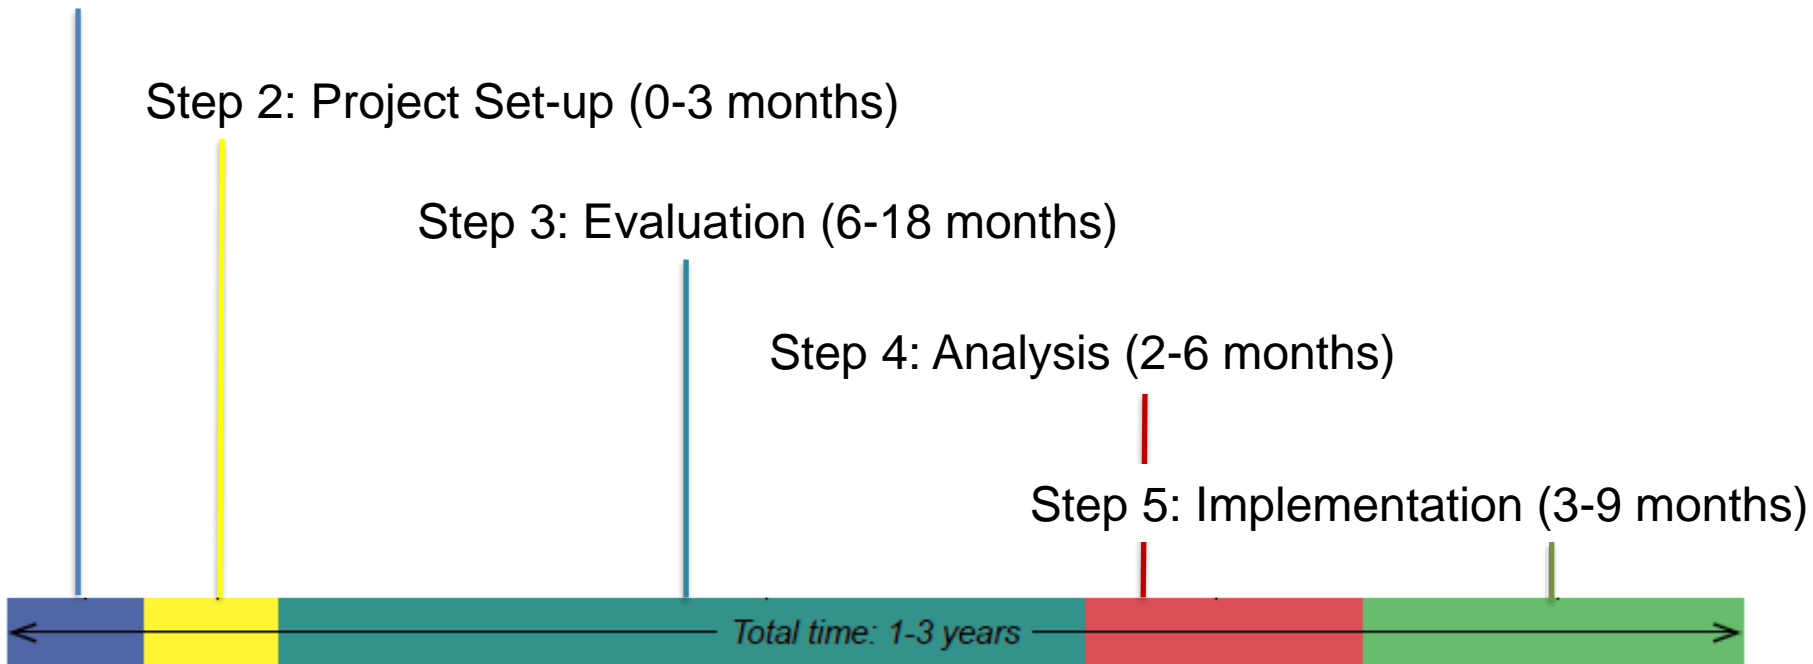 Step 2: Project Set-up (0-3 months)
Step 3: Evaluation (6-18 months)
Step 4: Analysis (2-6 months)
Step 5: Implementation (3-9 months)
Total time: 1-3 years